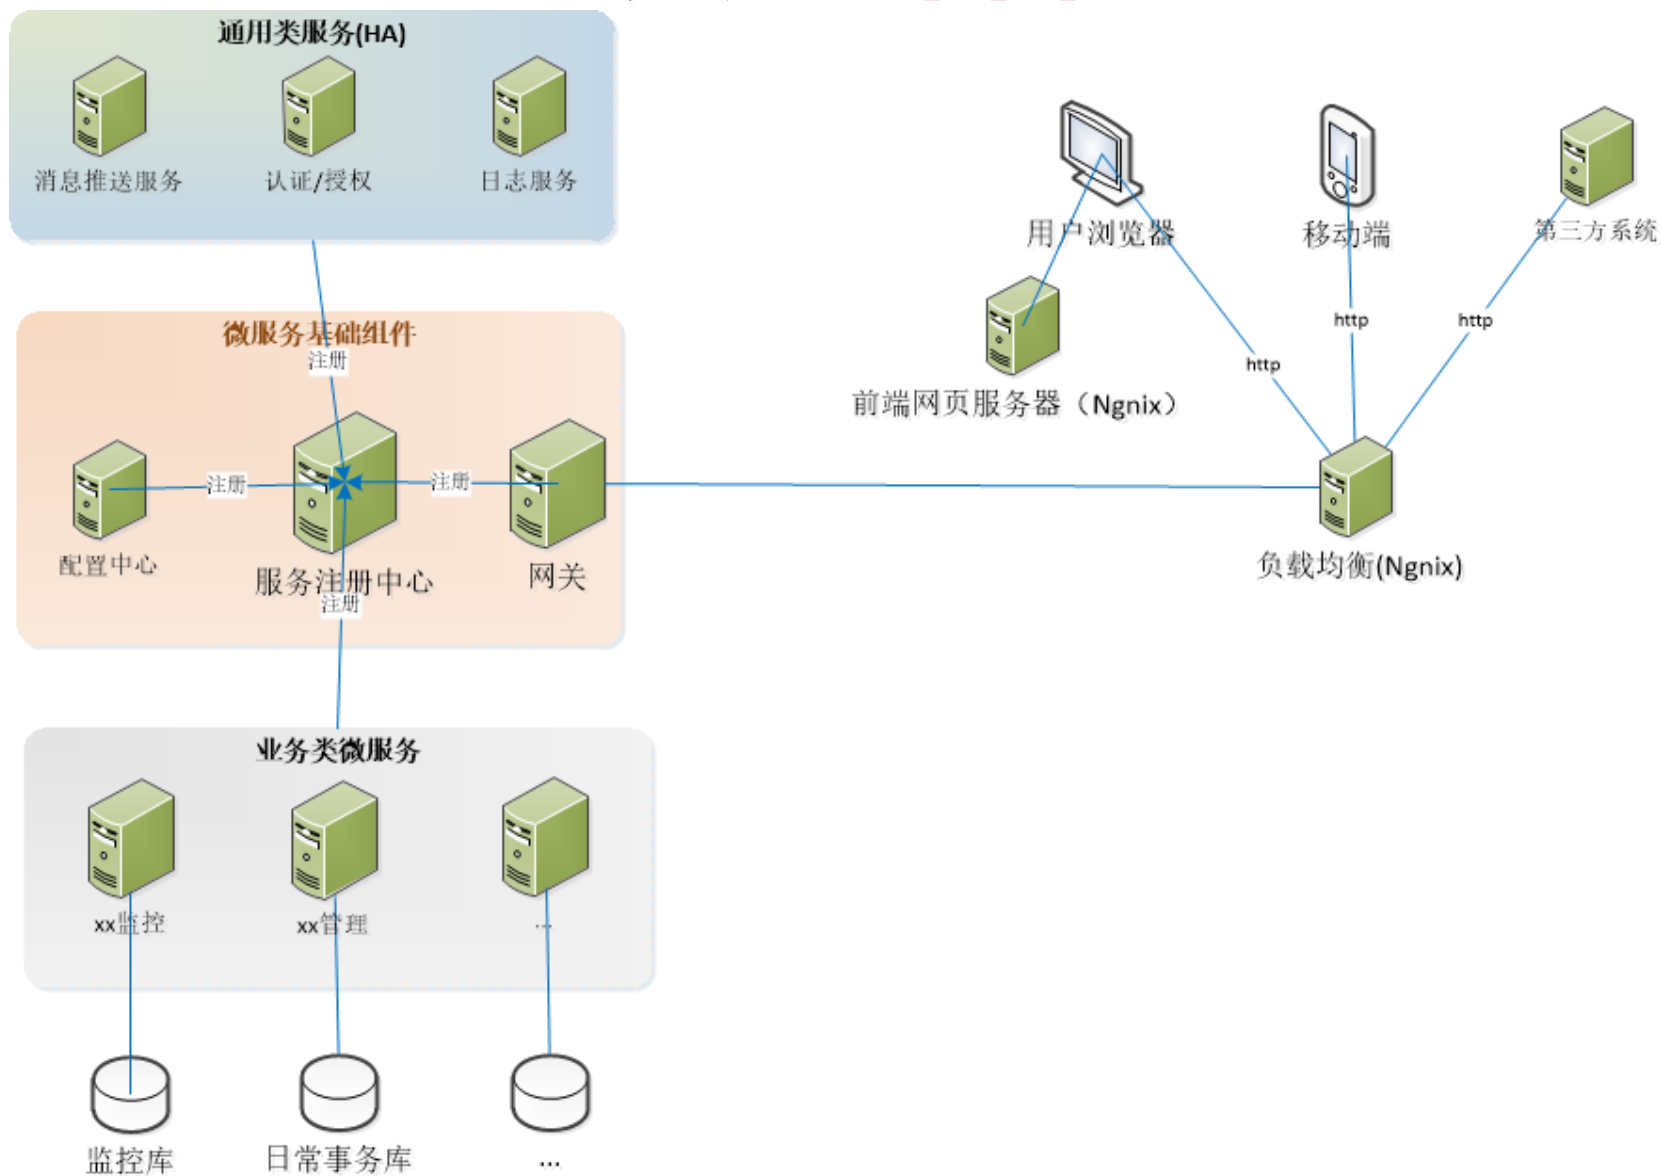 通用类服务(HA)
消息推送服务
认证/授权
日志服务
用户浏览器
移动端
第三方系统
http
http
http
前端网页服务器（Ngnix）
负载均衡(Ngnix)
微服务基础组件
注册
注册
注册
配置中心
服务注册中心
网关
注册
业务类微服务
xx监控
xx管理
...
监控库
日常事务库
...